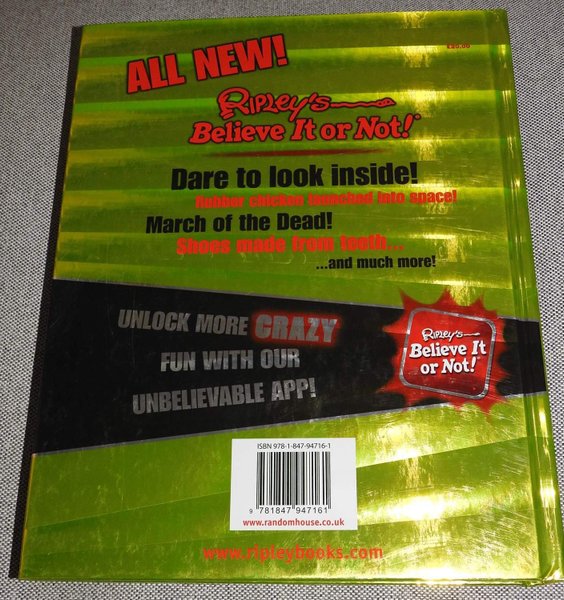 ALL NEW!
£20.00
RIPLEY'S
Believe It or Not!®
Dare to look inside!
Rubber chicken launched into space!
March of the Dead!
Shoes made from teeth...
...and much more!
UNLOCK MORE CRAZY
FUN WITH OUR
UNBELIEVABLE APP!
RIPLEY'S
Believe It
or Not!
ISBN 978-1-847-94716-1
9 781847 947161
www.randomhouse.co.uk
www.ripleybooks.com